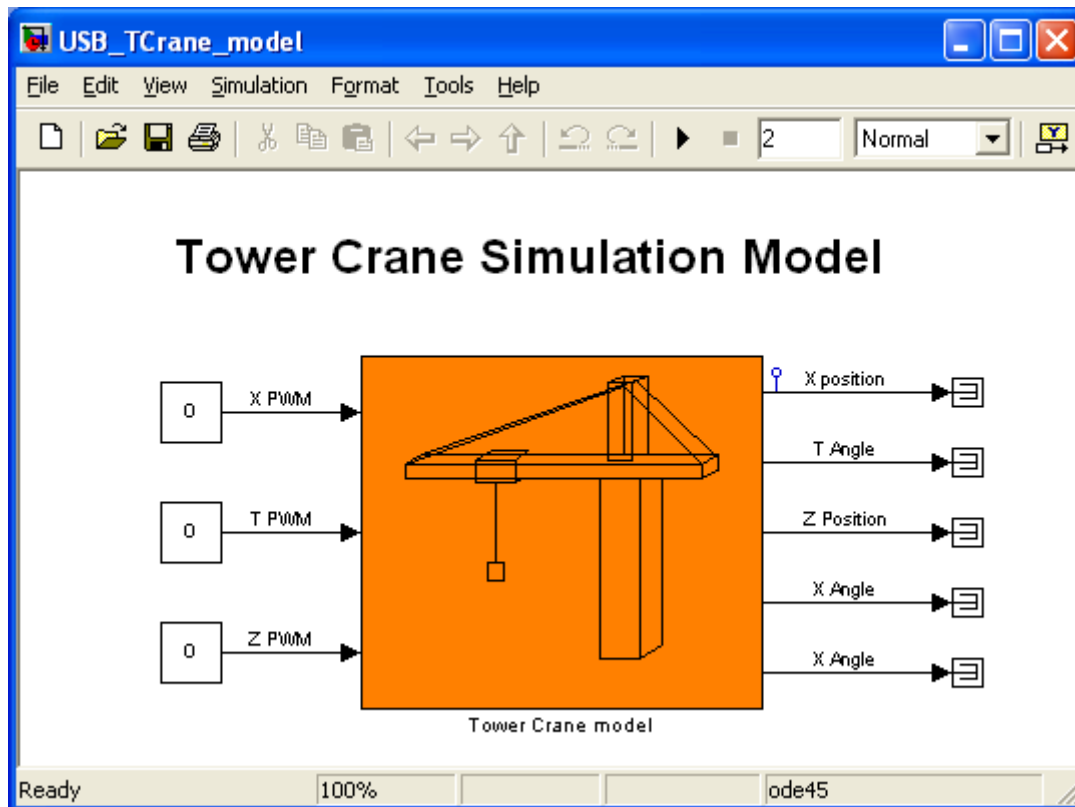 USB_TCrane_model
File Edit View Simulation Format Tools Help
2 Normal
Tower Crane Simulation Model
0 X PWM X position
T Angle
0 T PWM Z Position
X Angle
0 Z PWM X Angle
Tower Crane model
Ready 100% ode45